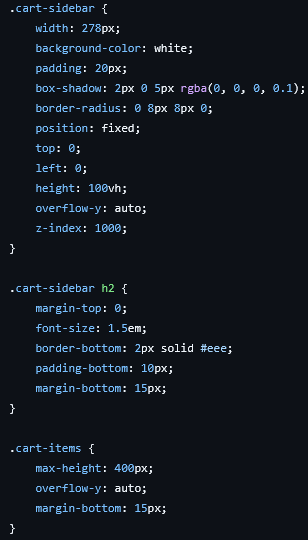 .cart-sidebar {
    width: 278px;
    background-color: white;
    padding: 20px;
    box-shadow: 2px 0 5px rgba(0, 0, 0, 0.1);
    border-radius: 0 8px 8px 0;
    position: fixed;
    top: 0;
    left: 0;
    height: 100vh;
    overflow-y: auto;
    z-index: 1000;
}

.cart-sidebar h2 {
    margin-top: 0;
    font-size: 1.5em;
    border-bottom: 2px solid #eee;
    padding-bottom: 10px;
    margin-bottom: 15px;
}

.cart-items {
    max-height: 400px;
    overflow-y: auto;
    margin-bottom: 15px;
}